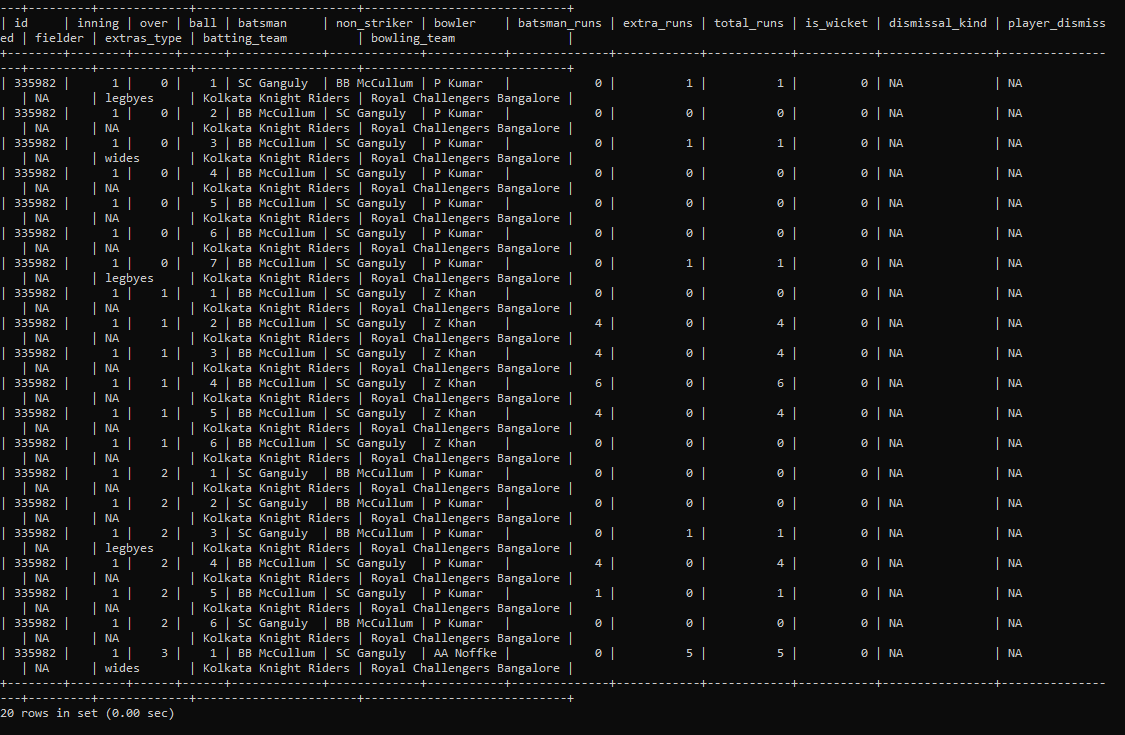 ---+---------+-------------+-----------------------+-----------------------------+
| id     | inning | over | ball | batsman     | non_striker | bowler    | batsman_runs | extra_runs | total_runs | is_wicket | dismissal_kind | player_dismiss
ed | fielder | extras_type | batting_team          | bowling_team                |
+--------+--------+------+------+-------------+-------------+-----------+--------------+------------+------------+-----------+----------------+---------------
---+---------+-------------+-----------------------+-----------------------------+
| 335982 |      1 |    0 |    1 | SC Ganguly  | BB McCullum | P Kumar   |            0 |          1 |          1 |         0 | NA             | NA
   | NA      | legbyes     | Kolkata Knight Riders | Royal Challengers Bangalore |
| 335982 |      1 |    0 |    2 | BB McCullum | SC Ganguly  | P Kumar   |            0 |          0 |          0 |         0 | NA             | NA
   | NA      | NA          | Kolkata Knight Riders | Royal Challengers Bangalore |
| 335982 |      1 |    0 |    3 | BB McCullum | SC Ganguly  | P Kumar   |            0 |          1 |          1 |         0 | NA             | NA
   | NA      | wides       | Kolkata Knight Riders | Royal Challengers Bangalore |
| 335982 |      1 |    0 |    4 | BB McCullum | SC Ganguly  | P Kumar   |            0 |          0 |          0 |         0 | NA             | NA
   | NA      | NA          | Kolkata Knight Riders | Royal Challengers Bangalore |
| 335982 |      1 |    0 |    5 | BB McCullum | SC Ganguly  | P Kumar   |            0 |          0 |          0 |         0 | NA             | NA
   | NA      | NA          | Kolkata Knight Riders | Royal Challengers Bangalore |
| 335982 |      1 |    0 |    6 | BB McCullum | SC Ganguly  | P Kumar   |            0 |          0 |          0 |         0 | NA             | NA
   | NA      | NA          | Kolkata Knight Riders | Royal Challengers Bangalore |
| 335982 |      1 |    0 |    7 | BB McCullum | SC Ganguly  | P Kumar   |            0 |          1 |          1 |         0 | NA             | NA
   | NA      | legbyes     | Kolkata Knight Riders | Royal Challengers Bangalore |
| 335982 |      1 |    1 |    1 | BB McCullum | SC Ganguly  | Z Khan    |            0 |          0 |          0 |         0 | NA             | NA
   | NA      | NA          | Kolkata Knight Riders | Royal Challengers Bangalore |
| 335982 |      1 |    1 |    2 | BB McCullum | SC Ganguly  | Z Khan    |            4 |          0 |          4 |         0 | NA             | NA
   | NA      | NA          | Kolkata Knight Riders | Royal Challengers Bangalore |
| 335982 |      1 |    1 |    3 | BB McCullum | SC Ganguly  | Z Khan    |            4 |          0 |          4 |         0 | NA             | NA
   | NA      | NA          | Kolkata Knight Riders | Royal Challengers Bangalore |
| 335982 |      1 |    1 |    4 | BB McCullum | SC Ganguly  | Z Khan    |            6 |          0 |          6 |         0 | NA             | NA
   | NA      | NA          | Kolkata Knight Riders | Royal Challengers Bangalore |
| 335982 |      1 |    1 |    5 | BB McCullum | SC Ganguly  | Z Khan    |            4 |          0 |          4 |         0 | NA             | NA
   | NA      | NA          | Kolkata Knight Riders | Royal Challengers Bangalore |
| 335982 |      1 |    1 |    6 | BB McCullum | SC Ganguly  | Z Khan    |            0 |          0 |          0 |         0 | NA             | NA
   | NA      | NA          | Kolkata Knight Riders | Royal Challengers Bangalore |
| 335982 |      1 |    2 |    1 | SC Ganguly  | BB McCullum | P Kumar   |            0 |          0 |          0 |         0 | NA             | NA
   | NA      | NA          | Kolkata Knight Riders | Royal Challengers Bangalore |
| 335982 |      1 |    2 |    2 | SC Ganguly  | BB McCullum | P Kumar   |            0 |          0 |          0 |         0 | NA             | NA
   | NA      | NA          | Kolkata Knight Riders | Royal Challengers Bangalore |
| 335982 |      1 |    2 |    3 | SC Ganguly  | BB McCullum | P Kumar   |            0 |          1 |          1 |         0 | NA             | NA
   | NA      | legbyes     | Kolkata Knight Riders | Royal Challengers Bangalore |
| 335982 |      1 |    2 |    4 | BB McCullum | SC Ganguly  | P Kumar   |            4 |          0 |          4 |         0 | NA             | NA
   | NA      | NA          | Kolkata Knight Riders | Royal Challengers Bangalore |
| 335982 |      1 |    2 |    5 | BB McCullum | SC Ganguly  | P Kumar   |            1 |          0 |          1 |         0 | NA             | NA
   | NA      | NA          | Kolkata Knight Riders | Royal Challengers Bangalore |
| 335982 |      1 |    2 |    6 | SC Ganguly  | BB McCullum | P Kumar   |            0 |          0 |          0 |         0 | NA             | NA
   | NA      | NA          | Kolkata Knight Riders | Royal Challengers Bangalore |
| 335982 |      1 |    3 |    1 | BB McCullum | SC Ganguly  | AA Noffke |            0 |          5 |          5 |         0 | NA             | NA
   | NA      | wides       | Kolkata Knight Riders | Royal Challengers Bangalore |
+--------+--------+------+------+-------------+-------------+-----------+--------------+------------+------------+-----------+----------------+---------------
---+---------+-------------+-----------------------+-----------------------------+
20 rows in set (0.00 sec)